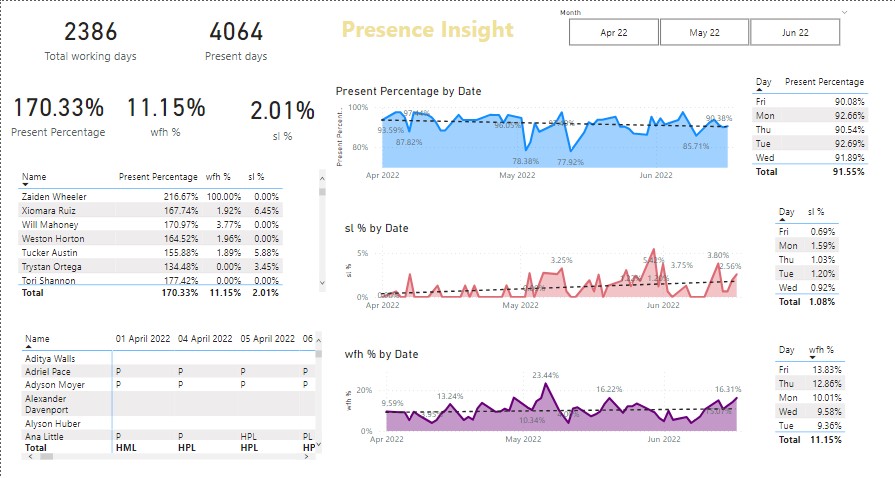 2386
Total working days
4064
Present days
Presence Insight
Month
Apr 22 May 22 Jun 22
170.33%
Present Percentage
11.15%
wfh %
2.01%
sl %
Name Present Percentage wfh % sl %
Zaiden Wheeler 216.67% 100.00% 0.00%
Xiomara Ruiz 167.74% 1.92% 6.45%
Will Mahoney 170.97% 3.77% 0.00%
Weston Horton 164.52% 1.96% 0.00%
Tucker Austin 155.88% 1.89% 5.88%
Trystan Ortega 134.48% 0.00% 3.45%
Tori Shannon 177.42% 0.00% 0.00%
Total 170.33% 11.15% 2.01%
Name 01 April 2022 04 April 2022 05 April 2022 06
Aditya Walls
Adriel Pace P P P P
Adyson Moyer P P P P
Alexander
Davenport
Alyson Huber
Ana Little P P HPL PL
Total HML HPL HPL HP
Present Percentage by Date
Present Percent...
100%
80%
93.59%
87.82%
78.38%
77.92%
85.71%
90.38%
Apr 2022 May 2022 Jun 2022
Day Present Percentage
Fri 90.08%
Mon 92.66%
Thu 90.54%
Tue 92.69%
Wed 91.89%
Total 91.55%
sl % by Date
sl %
5%
0%
3.25%
3.75%
3.80%
2.56%
Apr 2022 May 2022 Jun 2022
Day sl %
Fri 0.69%
Mon 1.59%
Thu 1.03%
Tue 1.20%
Wed 0.92%
Total 1.08%
wfh % by Date
wfh %
20%
0%
9.59%
13.24%
23.44%
10.34%
16.22%
16.31%
Apr 2022 May 2022 Jun 2022
Day wfh %
Fri 13.83%
Thu 12.86%
Mon 10.01%
Wed 9.58%
Tue 9.36%
Total 11.15%